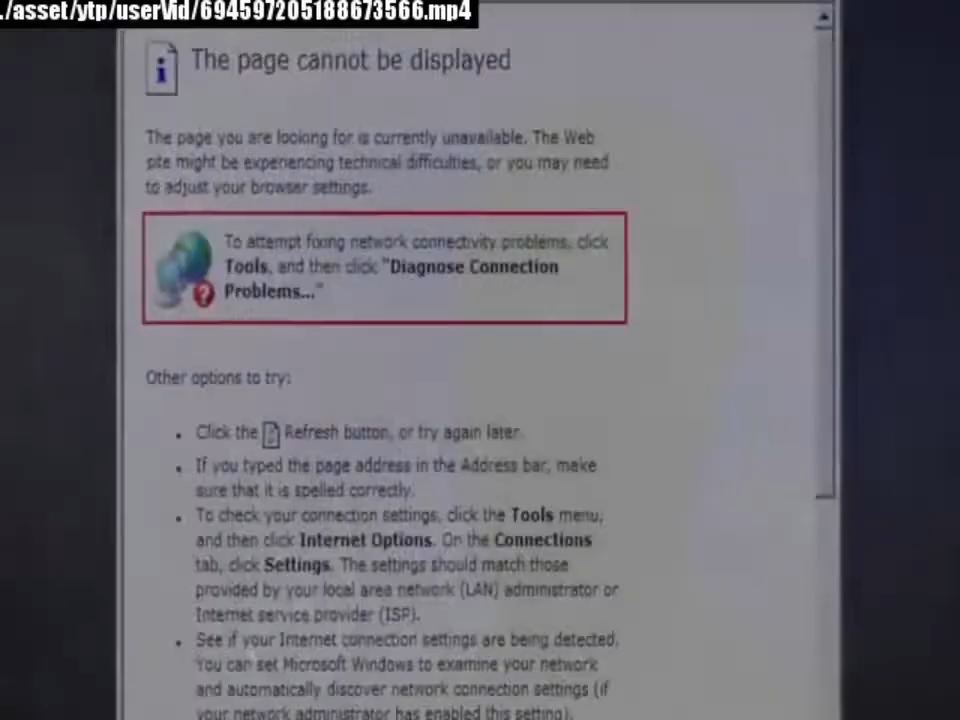 ./asset/ytp/userVid/694597205188673566.mp4
The page cannot be displayed
The page you are looking for is currently unavailable. The Web
site might be experiencing technical difficulties, or you may need
to adjust your browser settings.
To attempt fixing network connectivity problems, click
Tools, and then click "Diagnose Connection
Problems..."
Other options to try:
Click the Refresh button, or try again later.
If you typed the page address in the Address bar, make
sure that it is spelled correctly.
To check your connection settings, click the Tools menu,
and then click Internet Options. On the Connections
tab, click Settings. The settings should match those
provided by your local area network (LAN) administrator or
Internet service provider (ISP).
See if your Internet connection settings are being detected.
You can set Microsoft Windows to examine your network
and automatically discover network connection settings (if
your network administrator has enabled this setting).